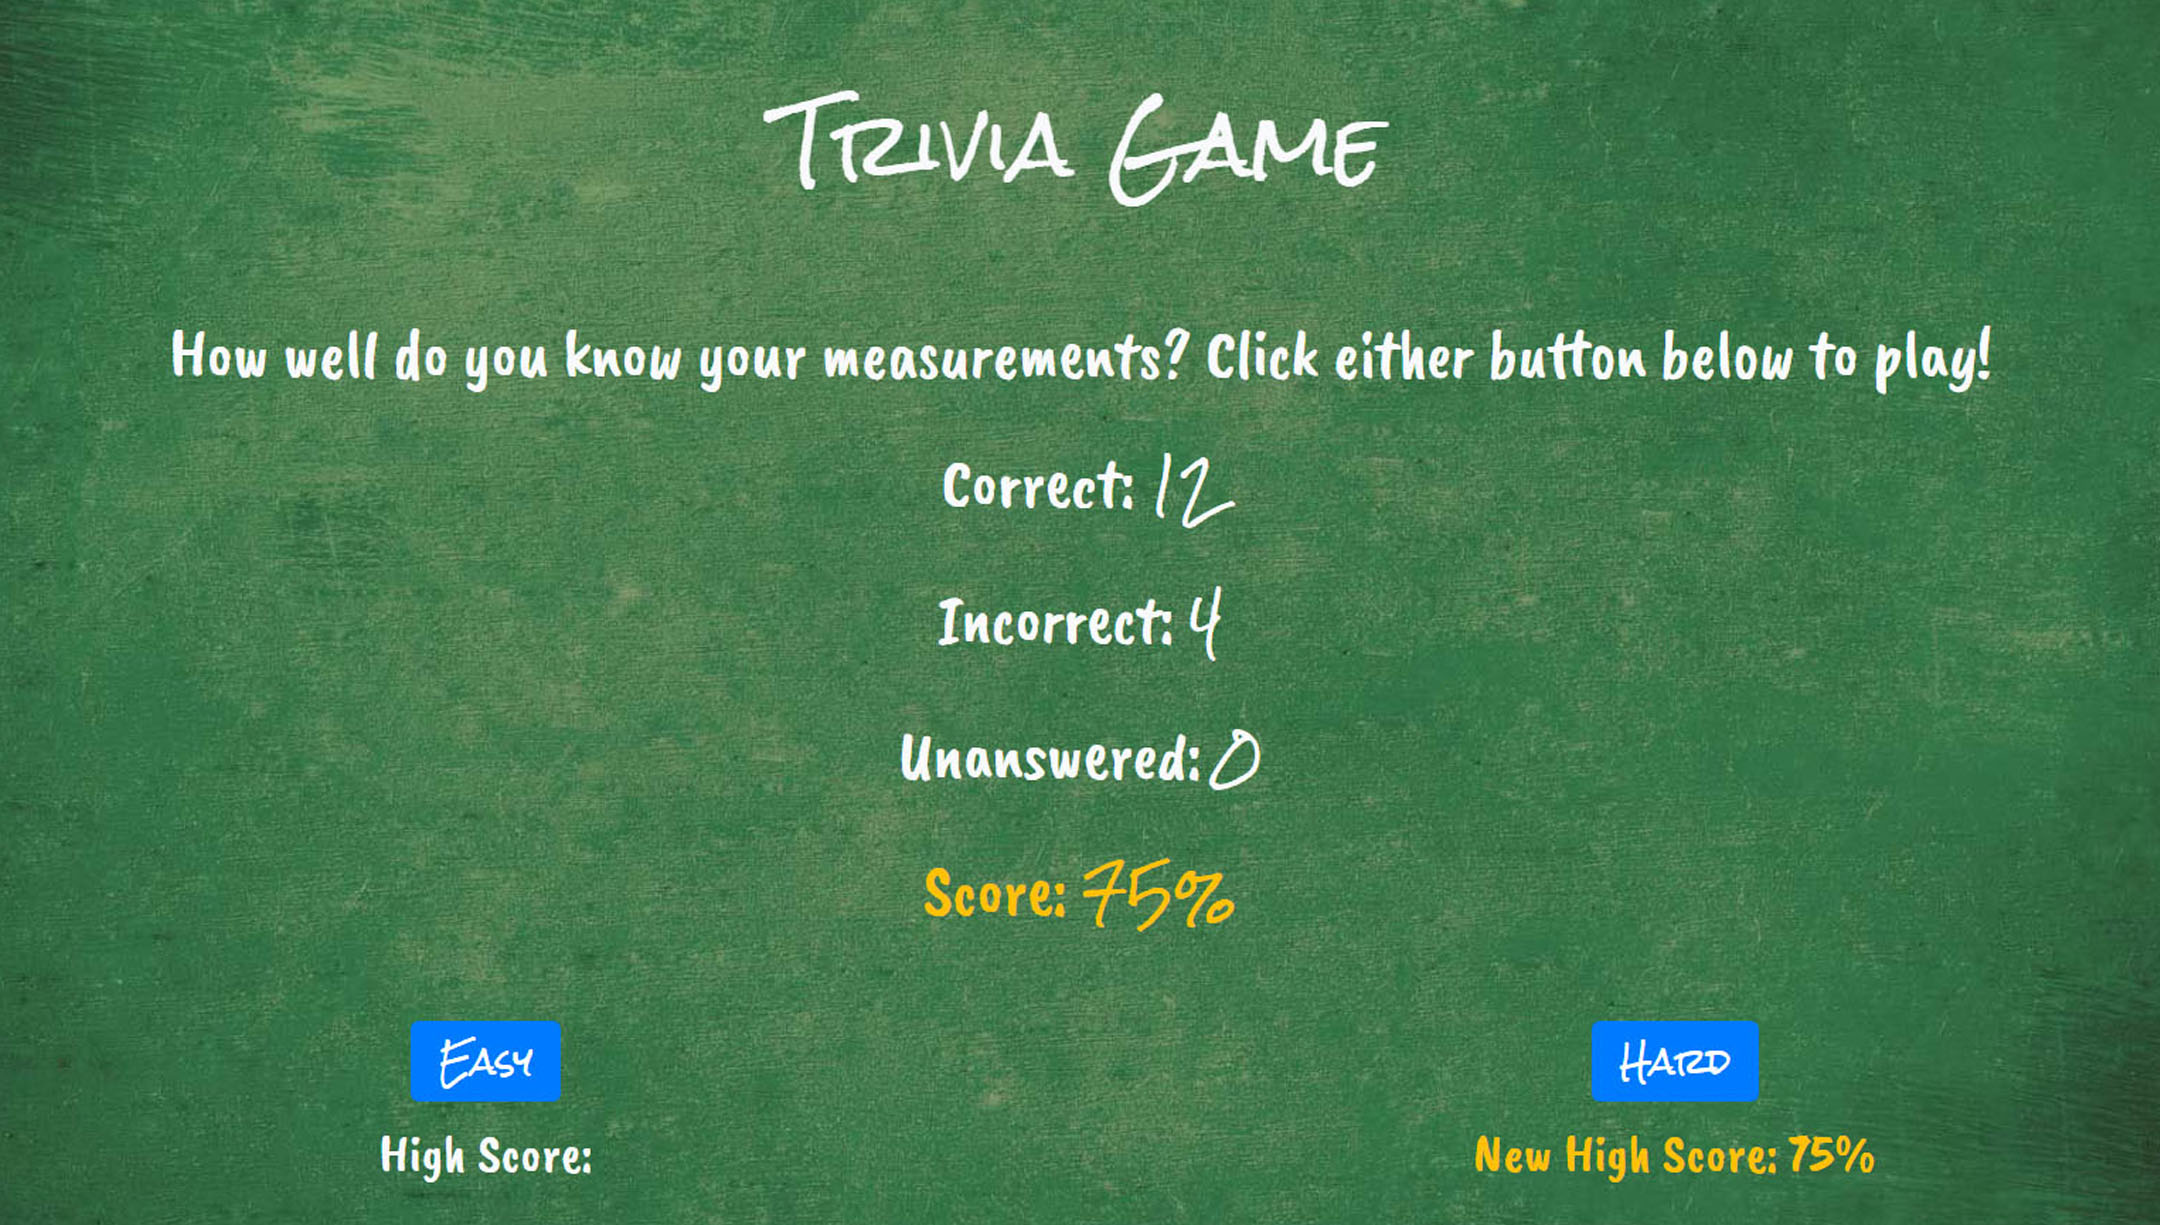 Trivia Game
How well do you know your measurements? Click either button below to play!
Correct: 12
Incorrect: 4
Unanswered: 0
Score: 75%
Easy Hard
High Score: New High Score: 75%